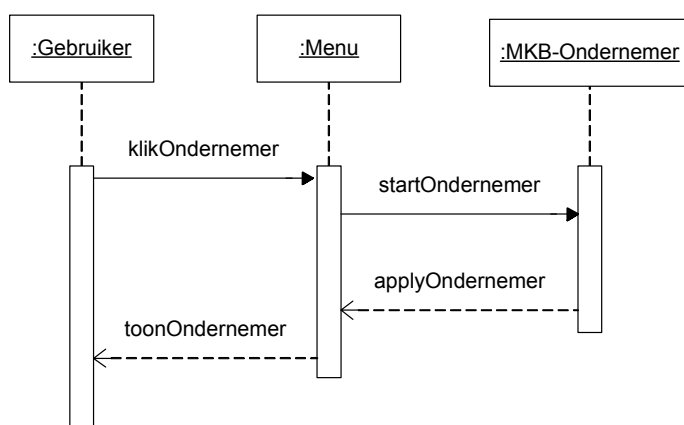 :Gebruiker
:Menu
:MKB-Ondernemer
klikOndernemer
startOndernemer
applyOndernemer
toonOndernemer